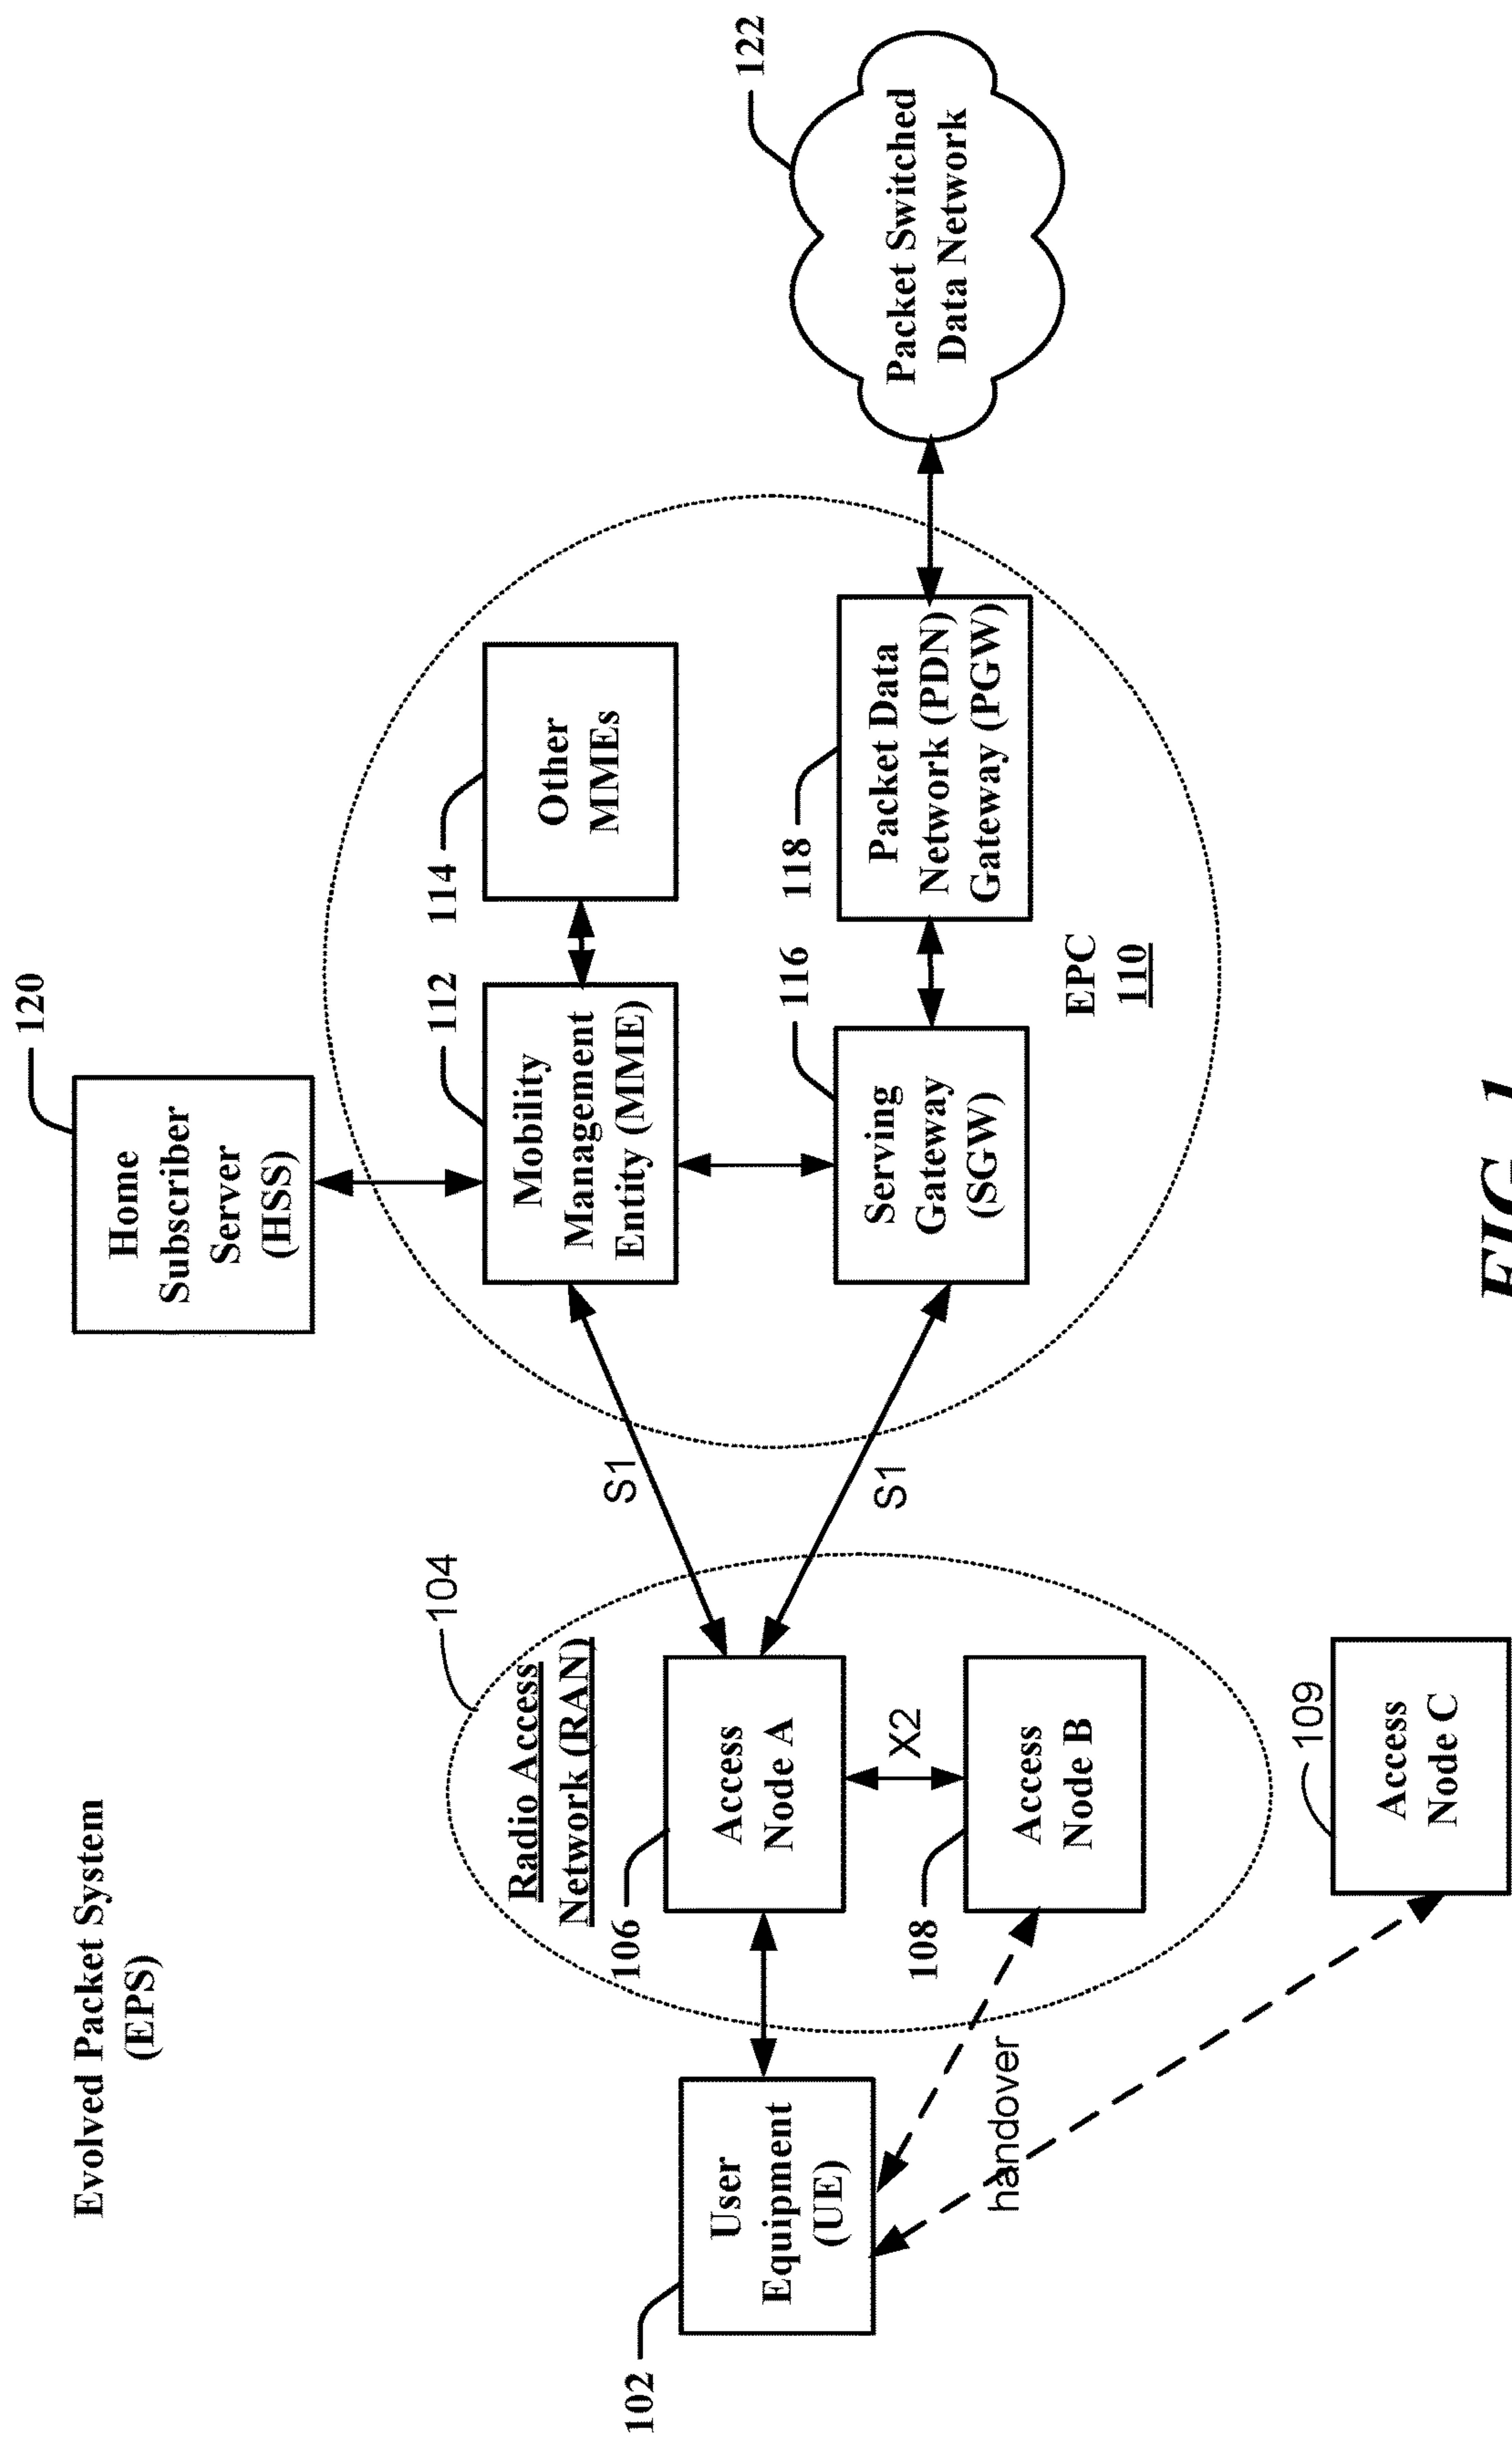 Evolved Packet System
(EPS)
120
Home
Subscriber
Server
(HSS)
104
Radio Access
Network (RAN)
102
User
Equipment
(UE)
106
Access
Node A
X2
108
Access
Node B
handover
109
Access
Node C
S1
S1
112
Mobility
Management
Entity (MME)
114
Other
MMEs
116
Serving
Gateway
(SGW)
118
Packet Data
Network (PDN)
Gateway (PGW)
EPC
110
122
Packet Switched
Data Network
FIG. 1